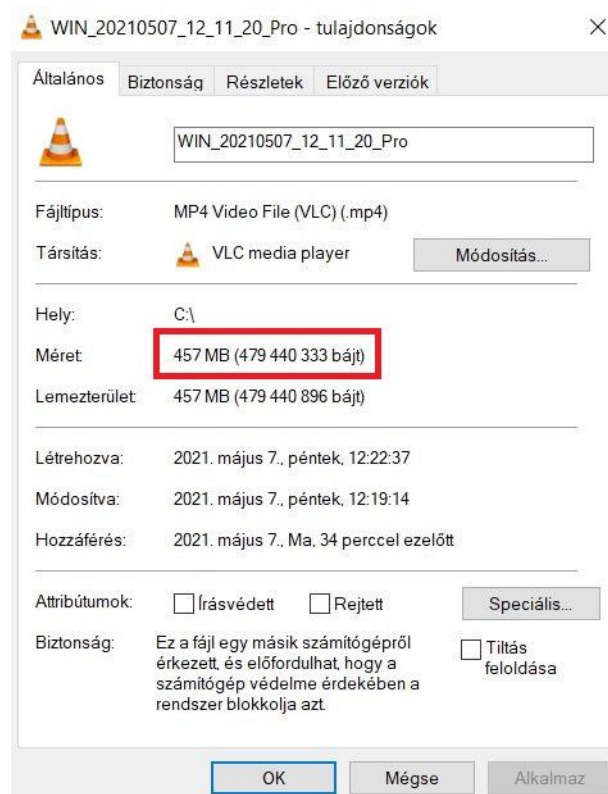 WIN_20210507_12_11_20_Pro - tulajdonságok
Általános Biztonság Részletek Előző verziók
WIN_20210507_12_11_20_Pro
Fájltípus: MP4 Video File (VLC) (.mp4)
Társítás: VLC media player Módosítás...
Hely: C:\
Méret: 457 MB (479 440 333 bájt)
Lemezterület: 457 MB (479 440 896 bájt)
Létrehozva: 2021. május 7., péntek, 12:22:37
Módosítva: 2021. május 7., péntek, 12:19:14
Hozzáférés: 2021. május 7., Ma, 34 perccel ezelőtt
Attribútumok: Írásvédett Rejtett Speciális...
Biztonság: Ez a fájl egy másik számítógépről
érkezett, és előfordulhat, hogy a
számítógép védelme érdekében a
rendszer blokkolja azt.
Tiltás
feloldása
OK Mégse Alkalmaz